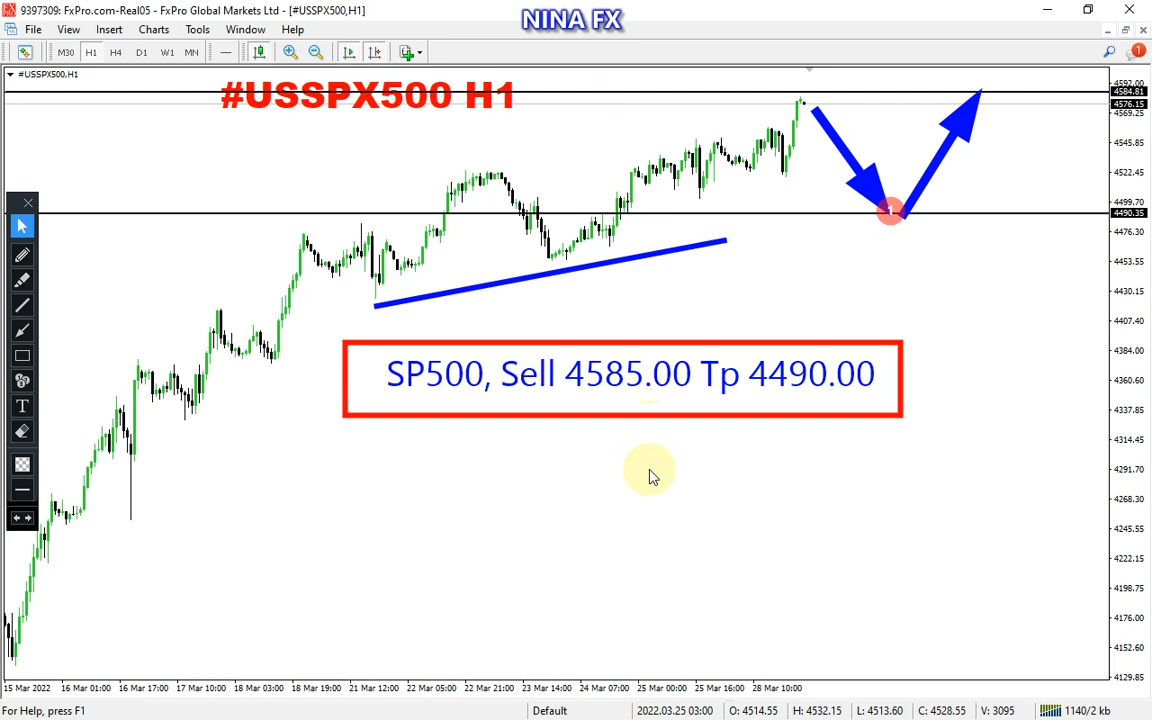 9397309: FxPro.com-Real05 - FxPro Global Markets Ltd - [#USSPX500,H1]
NINA FX
File View Insert Charts Tools Window Help
M30 H1 H4 D1 W1 MN
1
#USSPX500,H1
#USSPX500 H1
4592.00
4584.81
4576.15
4569.25
4545.85
4522.45
4499.70
4490.35
4476.30
4453.55
4430.15
4407.40
4384.00
4360.60
4337.85
4314.45
4291.70
4268.30
4245.55
4222.15
4198.75
4176.00
4152.60
4129.85
1
SP500, Sell 4585.00 Tp 4490.00
T
15 Mar 2022 16 Mar 01:00 16 Mar 17:00 17 Mar 10:00 18 Mar 03:00 18 Mar 19:00 21 Mar 12:00 22 Mar 05:00 22 Mar 21:00 23 Mar 14:00 24 Mar 07:00 25 Mar 00:00 25 Mar 16:00 28 Mar 10:00
For Help, press F1 Default 2022.03.25 03:00 O: 4514.55 H: 4532.15 L: 4513.60 C: 4528.55 V: 3095 1140/2 kb